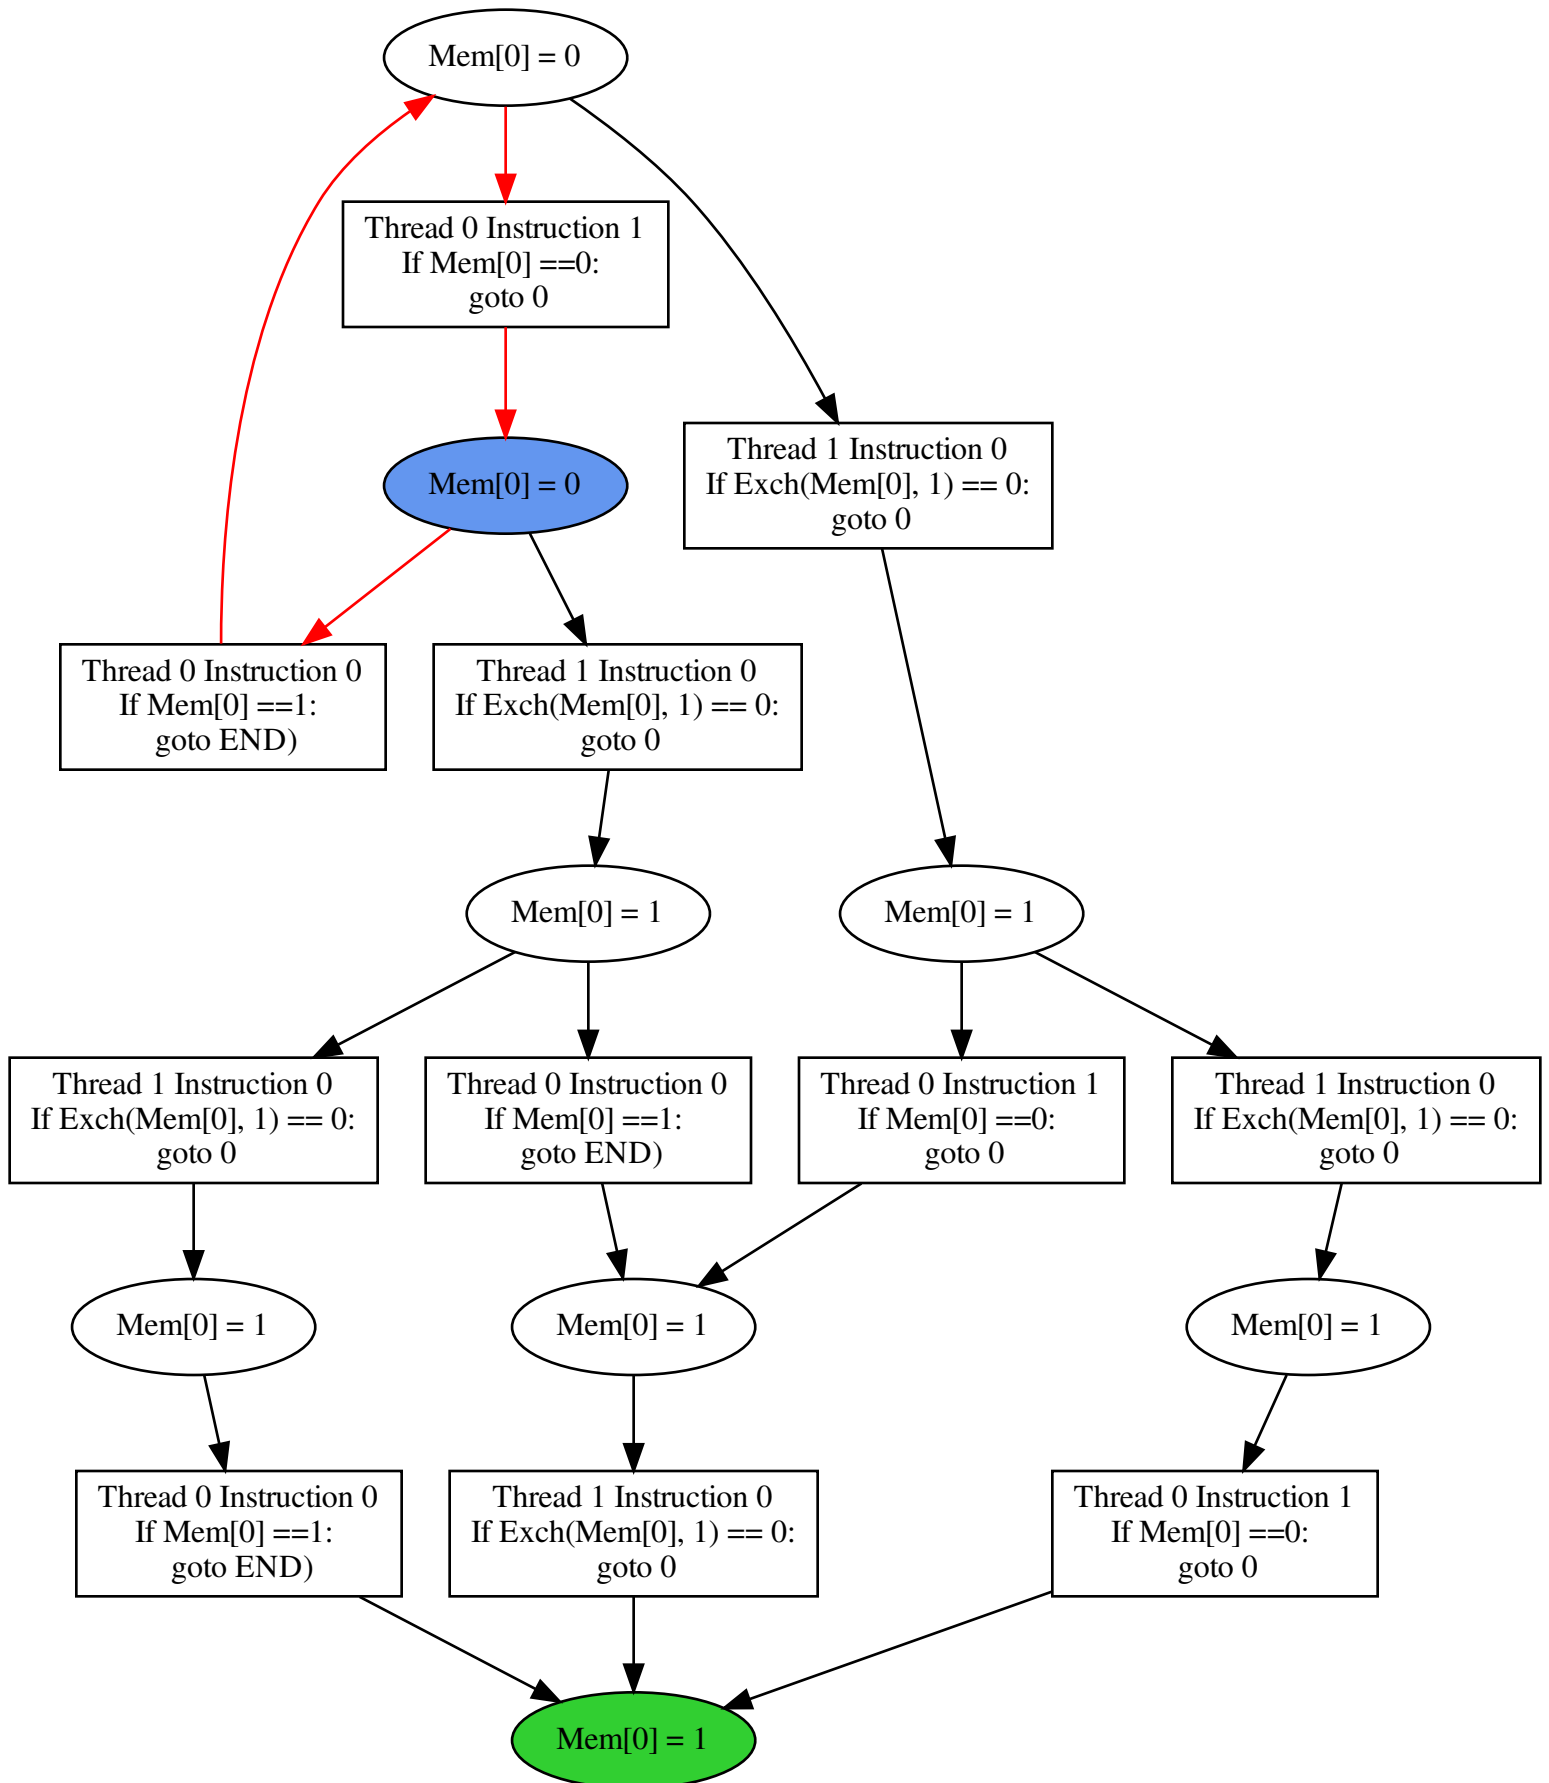 Mem[0] = 0
Thread 0 Instruction 1
If Mem[0] ==0:
goto 0
Thread 1 Instruction 0
If Exch(Mem[0], 1) == 0:
goto 0
Mem[0] = 0
Thread 0 Instruction 0
If Mem[0] ==1:
goto END)
Thread 1 Instruction 0
If Exch(Mem[0], 1) == 0:
goto 0
Mem[0] = 1
Mem[0] = 1
Thread 1 Instruction 0
If Exch(Mem[0], 1) == 0:
goto 0
Thread 0 Instruction 0
If Mem[0] ==1:
goto END)
Thread 0 Instruction 1
If Mem[0] ==0:
goto 0
Thread 1 Instruction 0
If Exch(Mem[0], 1) == 0:
goto 0
Mem[0] = 1
Mem[0] = 1
Mem[0] = 1
Thread 0 Instruction 0
If Mem[0] ==1:
goto END)
Thread 1 Instruction 0
If Exch(Mem[0], 1) == 0:
goto 0
Thread 0 Instruction 1
If Mem[0] ==0:
goto 0
Mem[0] = 1